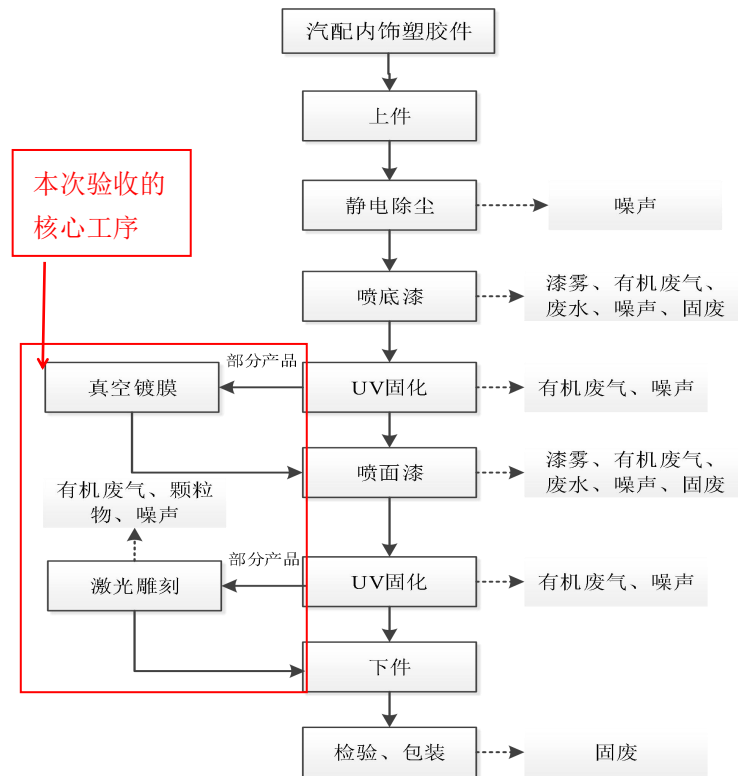 汽配内饰塑胶件
上件
本次验收的
核心工序
静电除尘
噪声
喷底漆
漆雾、有机废气、
废水、噪声、固废
部分产品
真空镀膜
UV固化
有机废气、噪声
喷面漆
漆雾、有机废气、
废水、噪声、固废
有机废气、颗粒
物、噪声
部分产品
激光雕刻
UV固化
有机废气、噪声
下件
检验、包装
固废